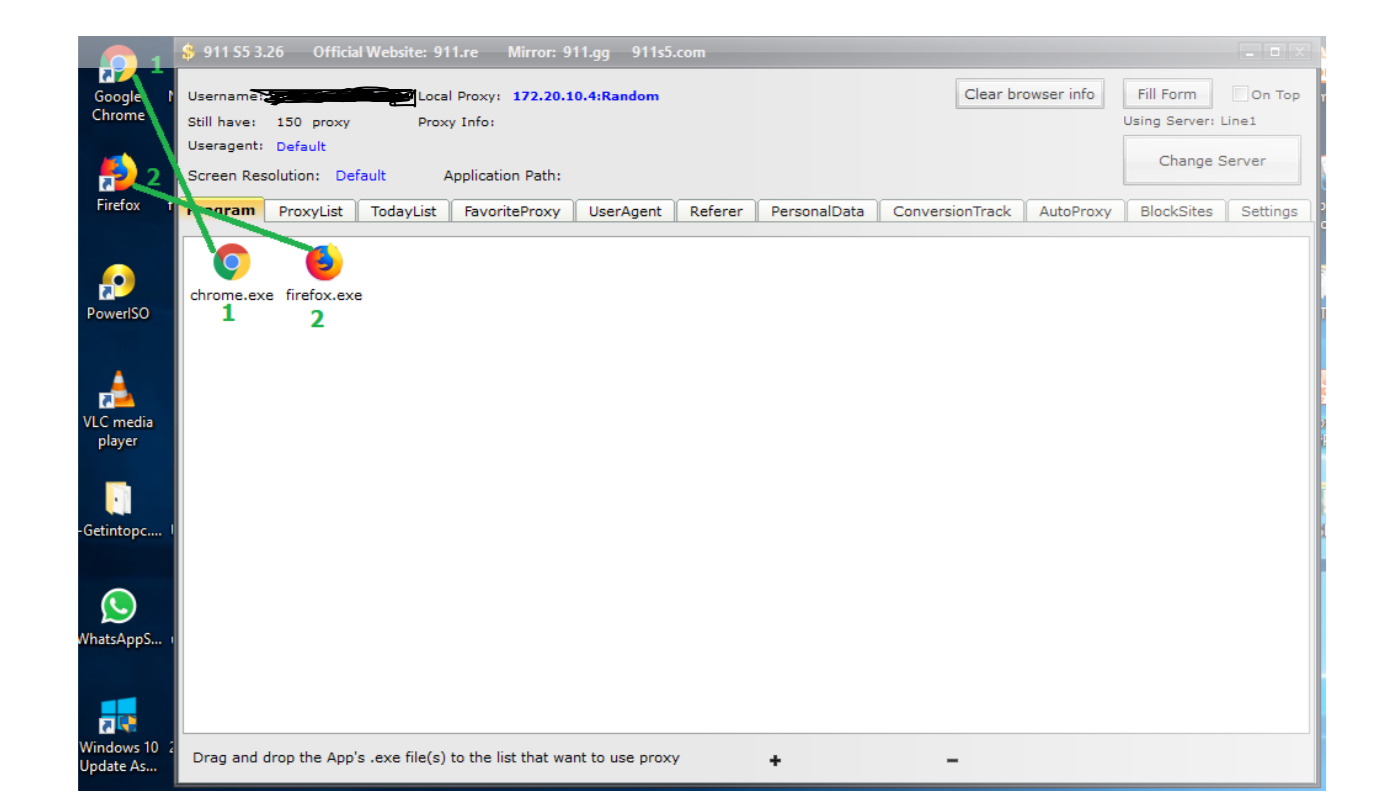 $ 911 S5 3.26 Official Website: 911.re Mirror: 911.gg 911s5.com
1
Google
Chrome
Username: Local Proxy: 172.20.10.4:Random
Clear browser info
Fill Form
On Top
Still have: 150 proxy Proxy Info:
Using Server: Line1
Useragent: Default
Change Server
2
Screen Resolution: Default Application Path:
Firefox
Program ProxyList TodayList FavoriteProxy UserAgent Referer PersonalData ConversionTrack AutoProxy BlockSites Settings
chrome.exe firefox.exe
1
2
PowerISO
VLC media
player
-Getintopc....
WhatsAppS...
Windows 10
Update As...
Drag and drop the App's .exe file(s) to the list that want to use proxy + -